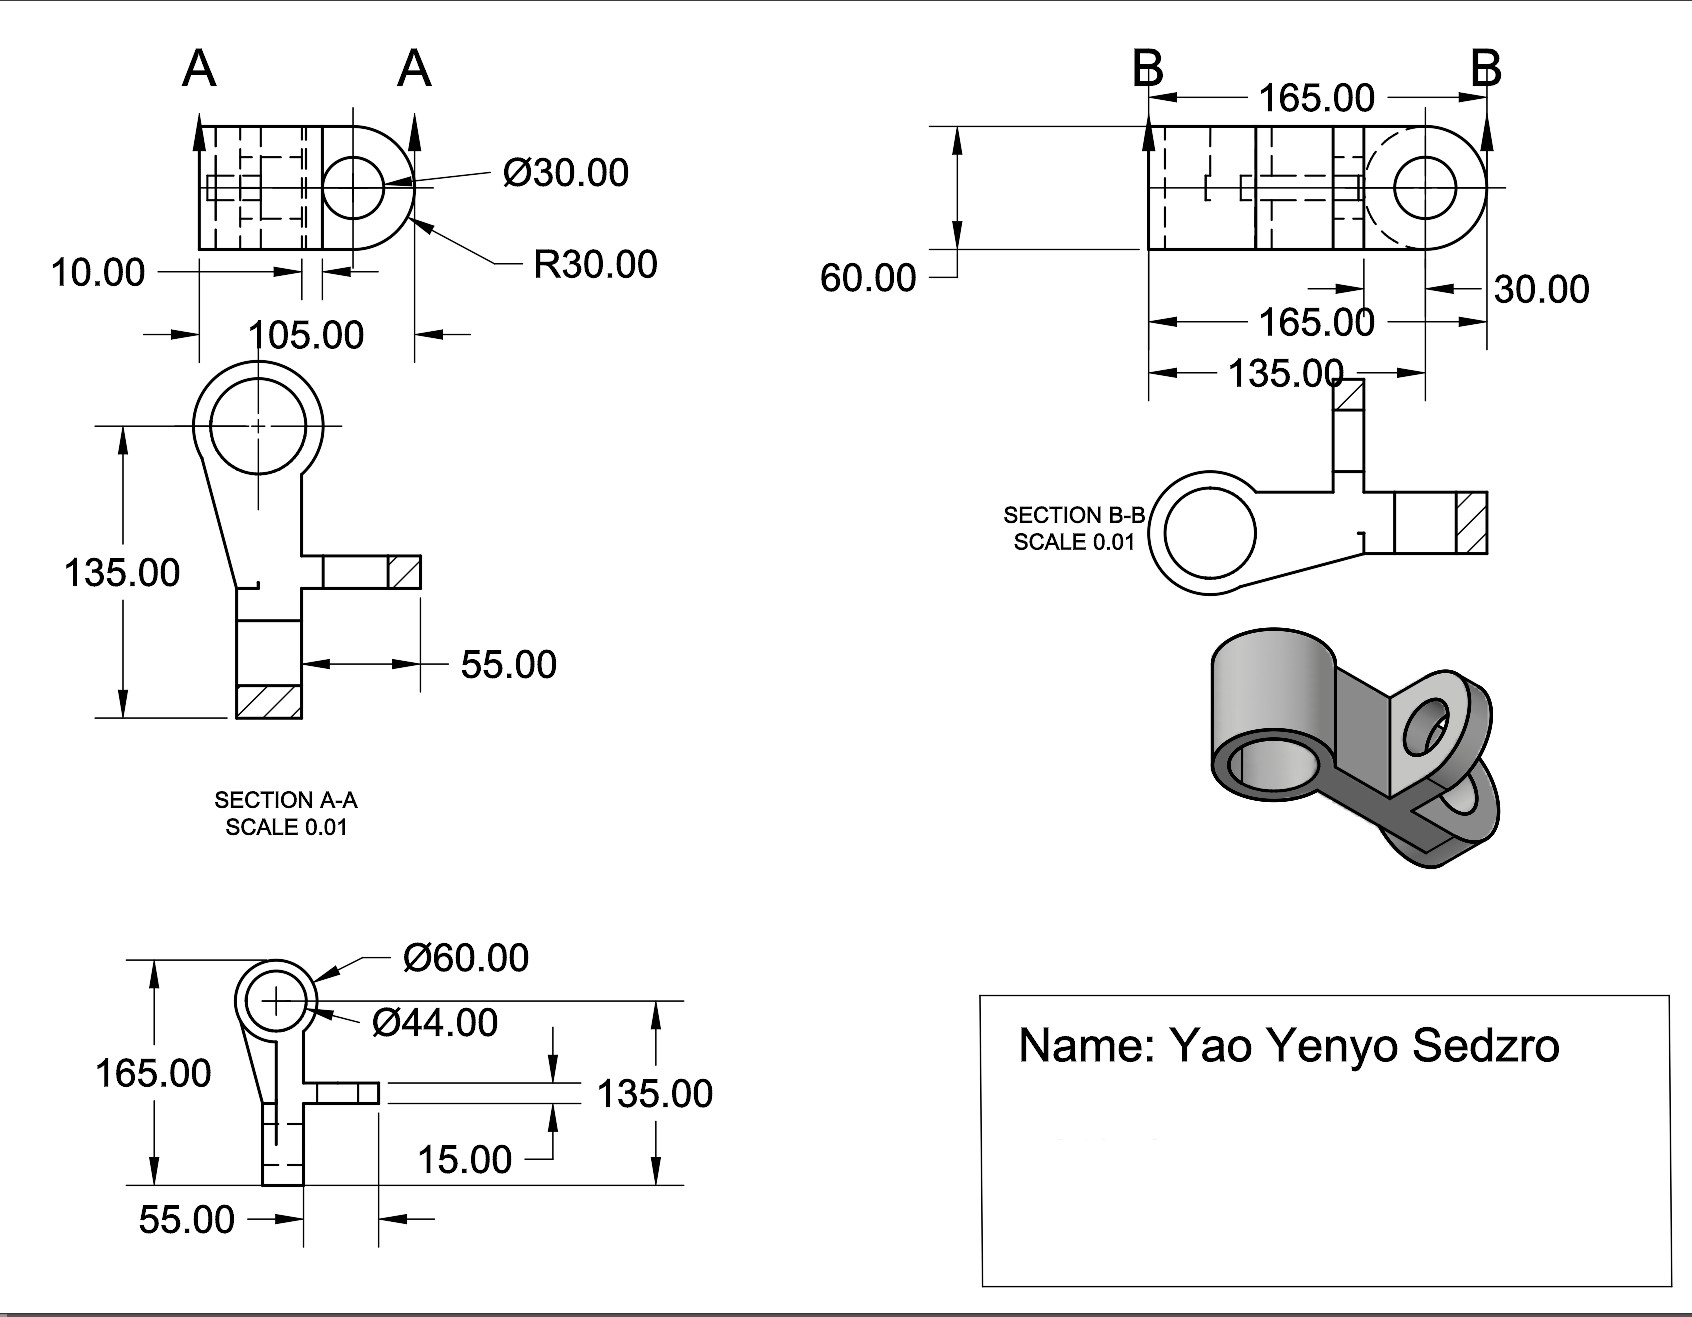 A A
Ø30.00
R30.00
10.00
105.00
135.00
55.00
SECTION A-A
SCALE 0.01
B B
165.00
60.00
30.00
165.00
135.00
SECTION B-B
SCALE 0.01
Ø60.00
Ø44.00
165.00
135.00
15.00
55.00
Name: Yao Yenyo Sedzro